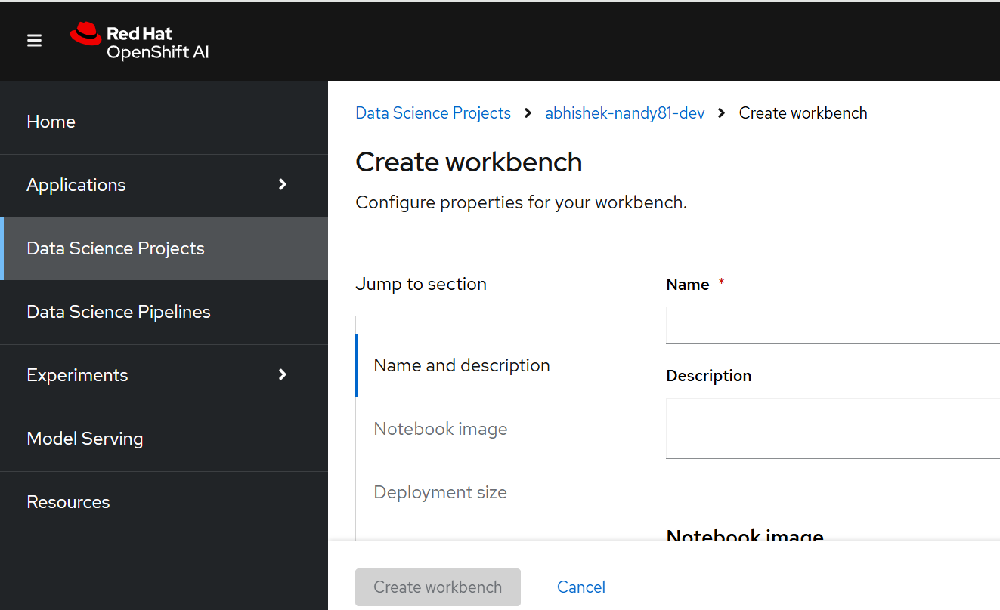 Red Hat
OpenShift AI
Home
Applications
Data Science Projects
Data Science Pipelines
Experiments
Model Serving
Resources
Data Science Projects > abhishek-nandy81-dev > Create workbench
Create workbench
Configure properties for your workbench.
Jump to section
Name and description
Notebook image
Deployment size
Name *
Description
Notebook image
Create workbench Cancel